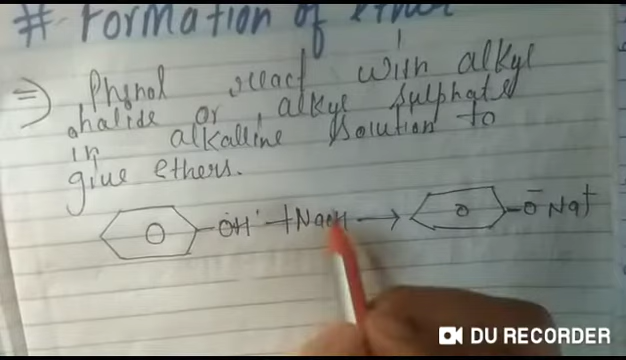 # Formation of ether
=) Phenol react with alkyl
halide or alkyl sulphate
in alkaline solution to
give ethers.
OH + NaOH → O⁻ Na⁺
DU RECORDER